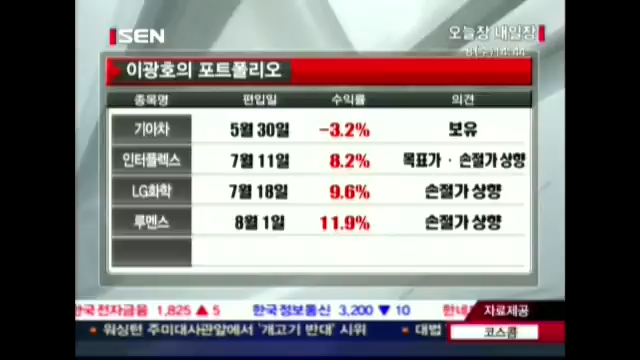 SEN
오늘장 내일장
8(수)14:44
이광호의 포트폴리오
종목명 편입일 수익률 의견
기아차 5월 30일 -3.2% 보유
인터플렉스 7월 11일 8.2% 목표가 · 손절가 상향
LG화학 7월 18일 9.6% 손절가 상향
루멘스 8월 1일 11.9% 손절가 상향
한국전자금융 1,825 ▲ 5 한국정보통신 3,200 ▼ 10 한네
자료제공
워싱턴 주미대사관앞에서 '개고기 반대' 시위 대법
코스콤